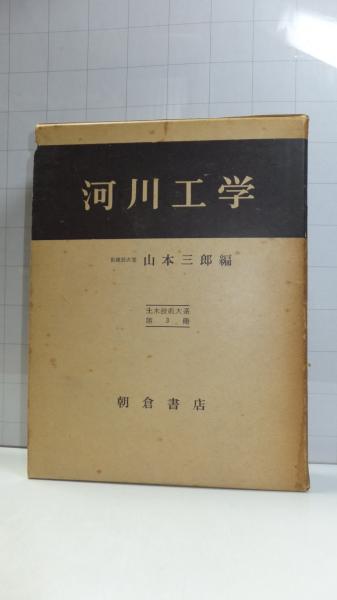 河川工学
山本三郎編
土木技術大系
第3冊
朝倉書店